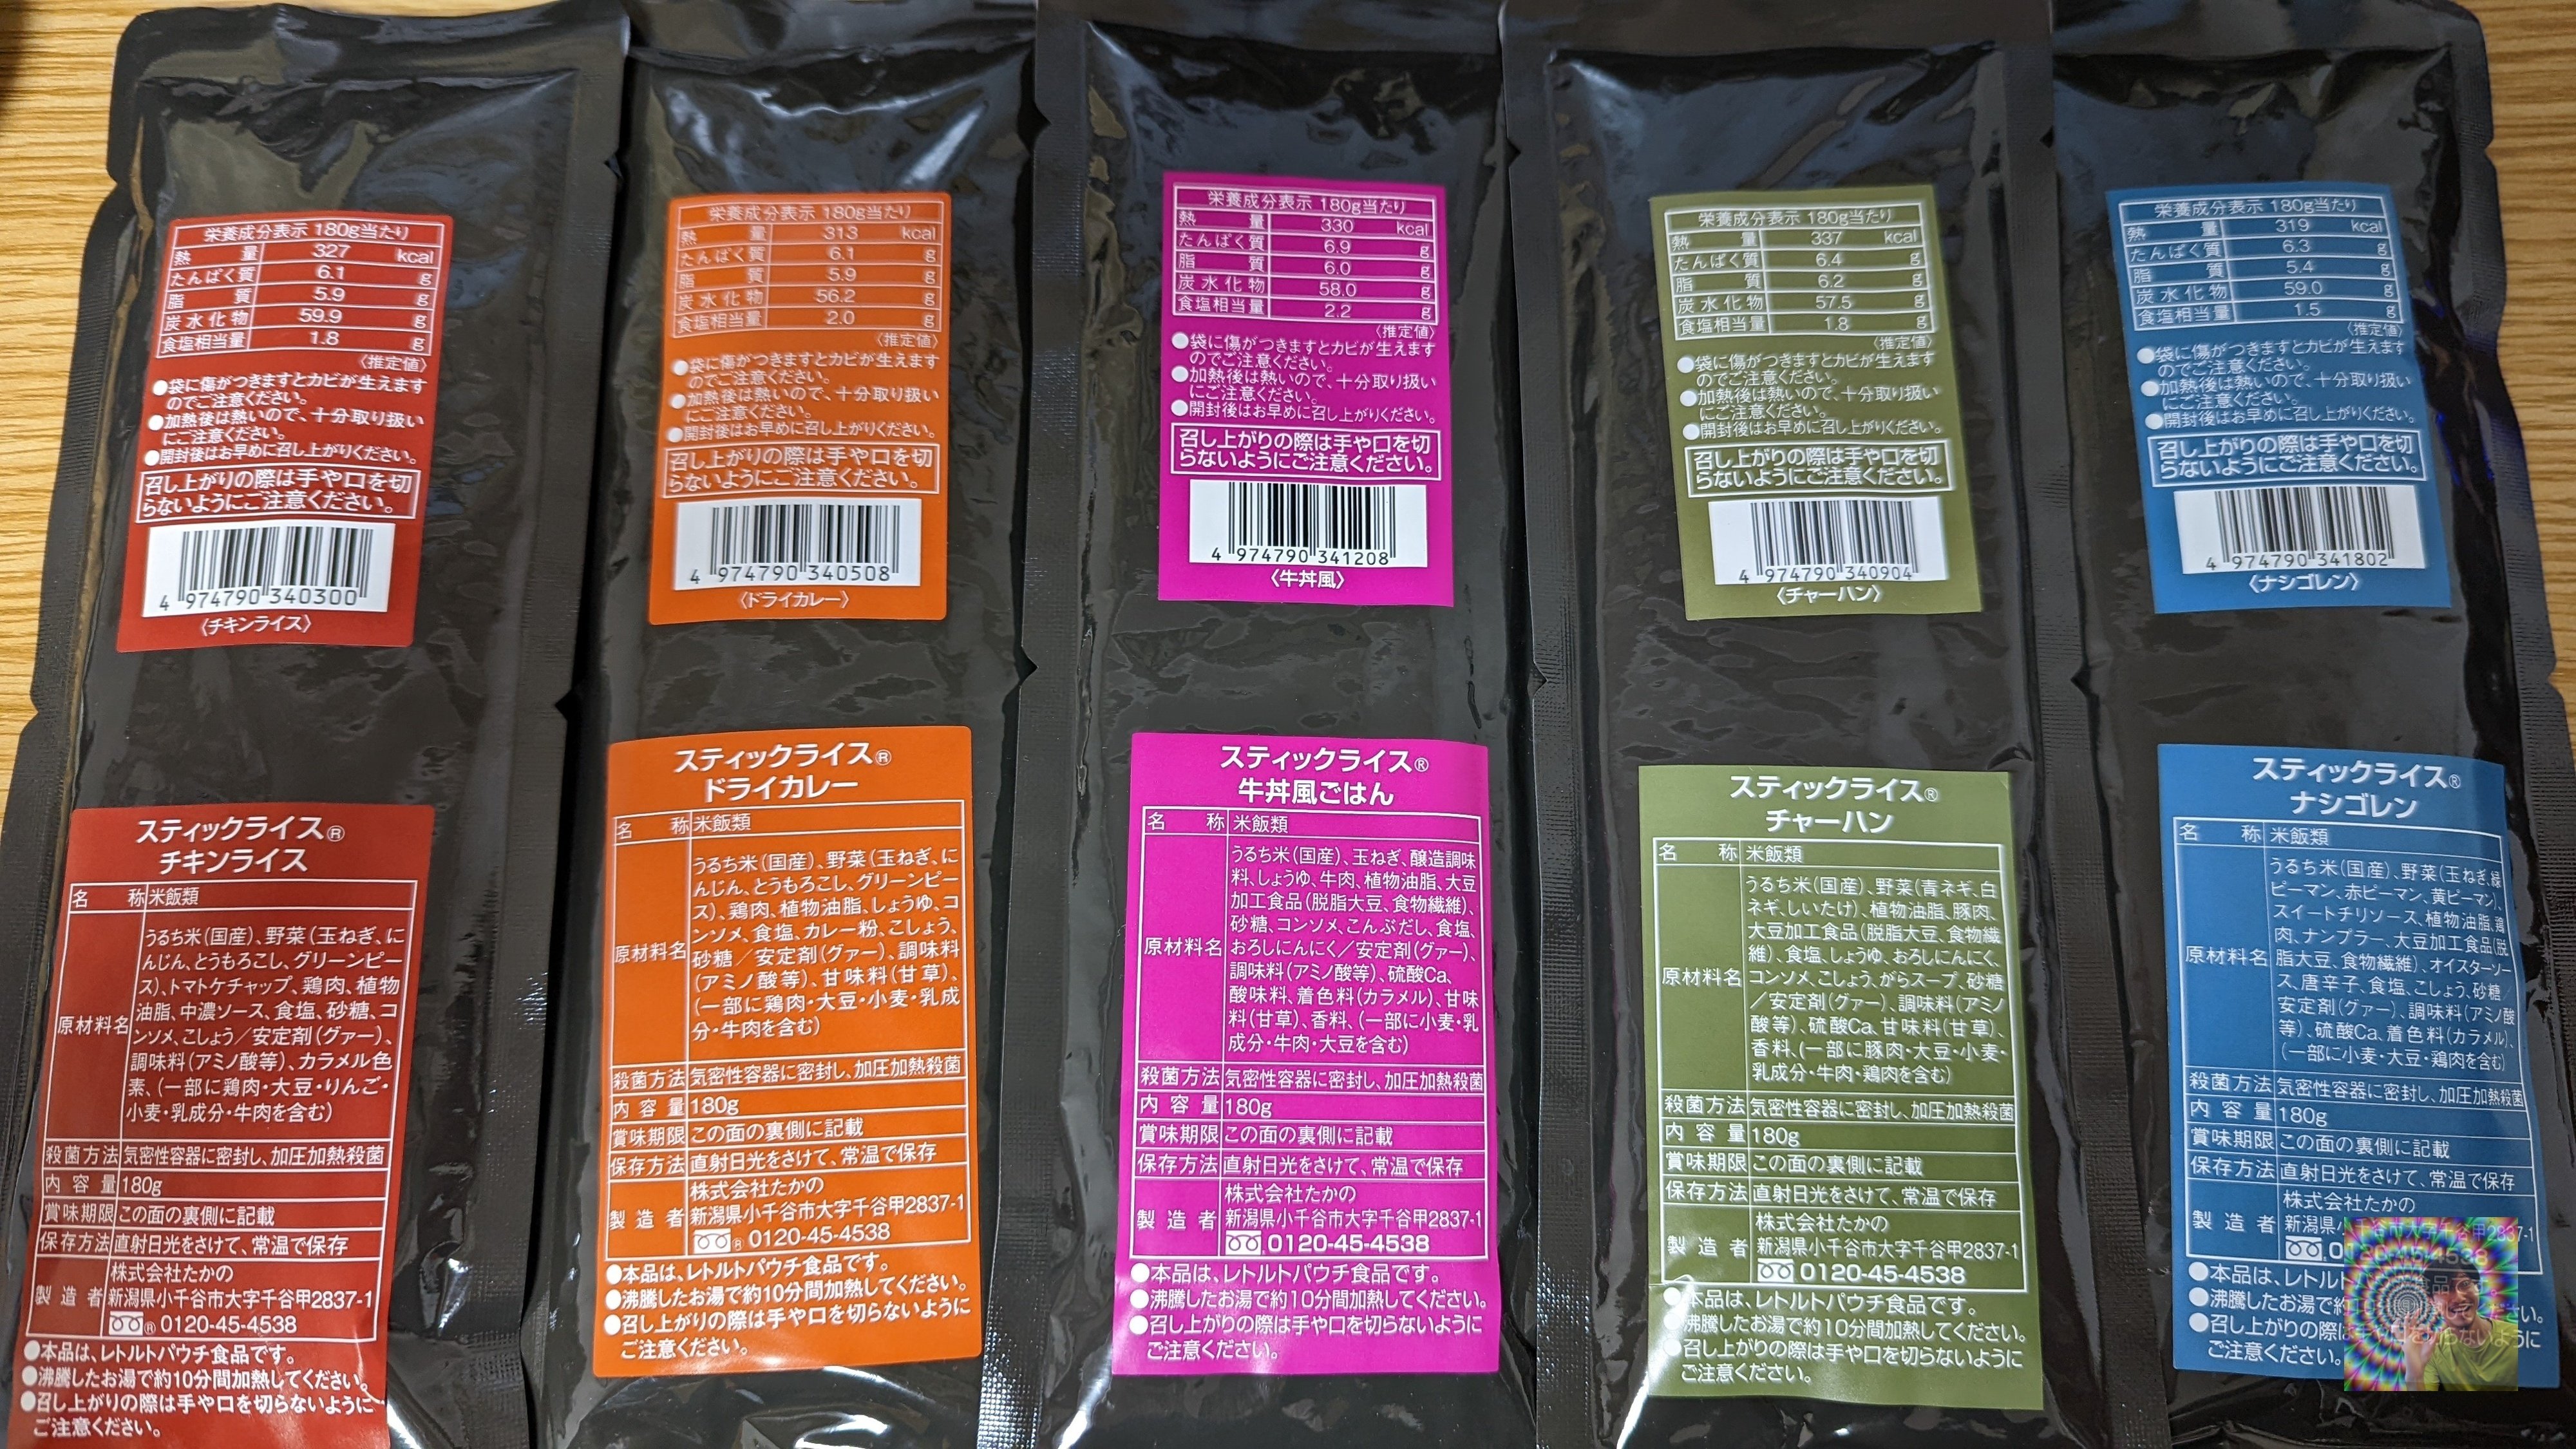 栄養成分表示 180g当たり
熱量 327 kcal
たんぱく質 6.1 g
脂質 5.9 g
炭水化物 59.9 g
食塩相当量 1.8 g
〈推定値〉
●袋に傷がつきますとカビが生えます
のでご注意ください。
●加熱後は熱いので、十分取り扱い
にご注意ください。
●開封後はお早めに召し上がりください。
召し上がりの際は手や口を切
らないようにご注意ください。
4 974790 340300
〈チキンライス〉
スティックライス®
チキンライス
名称 米飯類
原材料名
うるち米(国産)、野菜(玉ねぎ、に
んじん、とうもろこし、グリーンピー
ス)、トマトケチャップ、鶏肉、植物
油脂、中濃ソース、食塩、砂糖、コ
ンソメ、こしょう/安定剤(グァー)、
調味料(アミノ酸等)、カラメル色
素、(一部に鶏肉・大豆・りんご・
小麦・乳成分・牛肉を含む)
殺菌方法 気密性容器に密封し、加圧加熱殺菌
内容量 180g
賞味期限 この面の裏側に記載
保存方法 直射日光をさけて、常温で保存
製造者
株式会社たかの
新潟県小千谷市大字千谷甲2837-1
® 0120-45-4538
●本品は、レトルトパウチ食品です。
●沸騰したお湯で約10分間加熱してください。
●召し上がりの際は手や口を切らないように
ご注意ください。
栄養成分表示 180g当たり
熱量 313 kcal
たんぱく質 6.1 g
脂質 5.9 g
炭水化物 56.2 g
食塩相当量 2.0 g
〈推定値〉
●袋に傷がつきますとカビが生えます
のでご注意ください。
●加熱後は熱いので、十分取り扱い
にご注意ください。
●開封後はお早めに召し上がりください。
召し上がりの際は手や口を切
らないようにご注意ください。
4 974790 340508
〈ドライカレー〉
スティックライス®
ドライカレー
名称 米飯類
原材料名
うるち米(国産)、野菜(玉ねぎ、に
んじん、とうもろこし、グリーンピー
ス)、鶏肉、植物油脂、しょうゆ、コ
ンソメ、食塩、カレー粉、こしょう、
砂糖/安定剤(グァー)、調味料
(アミノ酸等)、甘味料(甘草)、
(一部に鶏肉・大豆・小麦・乳成
分・牛肉を含む)
殺菌方法 気密性容器に密封し、加圧加熱殺菌
内容量 180g
賞味期限 この面の裏側に記載
保存方法 直射日光をさけて、常温で保存
製造者
株式会社たかの
新潟県小千谷市大字千谷甲2837-1
® 0120-45-4538
●本品は、レトルトパウチ食品です。
●沸騰したお湯で約10分間加熱してください。
●召し上がりの際は手や口を切らないように
ご注意ください。
栄養成分表示 180g当たり
熱量 330 kcal
たんぱく質 6.9 g
脂質 6.0 g
炭水化物 58.0 g
食塩相当量 2.2 g
〈推定値〉
●袋に傷がつきますとカビが生えます
のでご注意ください。
●加熱後は熱いので、十分取り扱い
にご注意ください。
●開封後はお早めに召し上がりください。
召し上がりの際は手や口を切
らないようにご注意ください。
4 974790 341208
〈牛丼風〉
スティックライス®
牛丼風ごはん
名称 米飯類
原材料名
うるち米(国産)、玉ねぎ、醸造調味
料、しょうゆ、牛肉、植物油脂、大豆
加工食品(脱脂大豆、食物繊維)、
砂糖、コンソメ、こんぶだし、食塩、
おろしにんにく/安定剤(グァー)、
調味料(アミノ酸等)、硫酸Ca、
酸味料、着色料(カラメル)、甘味
料(甘草)、香料、(一部に小麦・乳
成分・牛肉・大豆を含む)
殺菌方法 気密性容器に密封し、加圧加熱殺菌
内容量 180g
賞味期限 この面の裏側に記載
保存方法 直射日光をさけて、常温で保存
製造者
株式会社たかの
新潟県小千谷市大字千谷甲2837-1
0120-45-4538
●本品は、レトルトパウチ食品です。
●沸騰したお湯で約10分間加熱してください。
●召し上がりの際は手や口を切らないように
ご注意ください。
栄養成分表示 180g当たり
熱量 337 kcal
たんぱく質 6.4 g
脂質 6.2 g
炭水化物 57.5 g
食塩相当量 1.8 g
〈推定値〉
●袋に傷がつきますとカビが生えます
のでご注意ください。
●加熱後は熱いので、十分取り扱い
にご注意ください。
●開封後はお早めに召し上がりください。
召し上がりの際は手や口を切
らないようにご注意ください。
4 974790 340904
〈チャーハン〉
スティックライス®
チャーハン
名称 米飯類
原材料名
うるち米(国産)、野菜(青ネギ、白
ネギ、しいたけ)、植物油脂、豚肉、
大豆加工食品(脱脂大豆、食物繊
維)、食塩、しょうゆ、おろしにんにく、
コンソメ、こしょう、がらスープ、砂糖
/安定剤(グァー)、調味料(アミノ
酸等)、硫酸Ca、甘味料(甘草)、
香料、(一部に豚肉・大豆・小麦・
乳成分・牛肉・鶏肉を含む)
殺菌方法 気密性容器に密封し、加圧加熱殺菌
内容量 180g
賞味期限 この面の裏側に記載
保存方法 直射日光をさけて、常温で保存
製造者
株式会社たかの
新潟県小千谷市大字千谷甲2837-1
0120-45-4538
●本品は、レトルトパウチ食品です。
●沸騰したお湯で約10分間加熱してください。
●召し上がりの際は手や口を切らないように
ご注意ください。
栄養成分表示 180g当たり
熱量 319 kcal
たんぱく質 6.3 g
脂質 5.4 g
炭水化物 59.0 g
食塩相当量 1.5 g
〈推定値〉
●袋に傷がつきますとカビが生えます
のでご注意ください。
●加熱後は熱いので、十分取り扱い
にご注意ください。
●開封後はお早めに召し上がりください。
召し上がりの際は手や口を切
らないようにご注意ください。
4 974790 341802
〈ナシゴレン〉
スティックライス®
ナシゴレン
名称 米飯類
原材料名
うるち米(国産)、野菜(玉ねぎ、緑
ピーマン、赤ピーマン、黄ピーマン)、
スイートチリソース、植物油脂、鶏
肉、ナンプラー、大豆加工食品(脱
脂大豆、食物繊維)、オイスターソー
ス、唐辛子、食塩、こしょう、砂糖/
安定剤(グァー)、調味料(アミノ酸
等)、硫酸Ca、着色料(カラメル)、
(一部に小麦・大豆・鶏肉を含む)
殺菌方法 気密性容器に密封し、加圧加熱殺菌
内容量 180g
賞味期限 この面の裏側に記載
保存方法 直射日光をさけて、常温で保存
製造者
株式会社たかの
新潟県小千谷市大字千谷甲2837-1
0120-45-4538
●本品は、レトルト 食品です
●沸騰したお湯で約 ください。
●召し上がりの際は手や口を切らないように
ご注意ください。